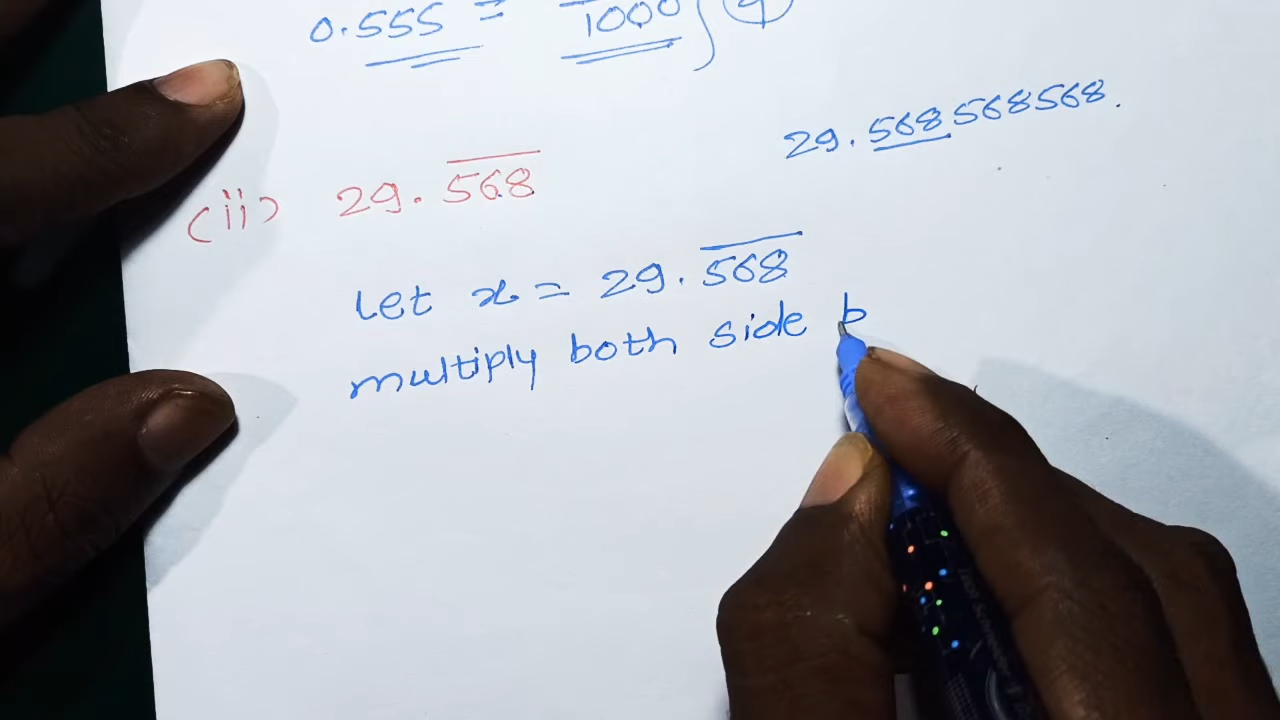 0.555 = 1000
29.568568568.
(ii) 29.568
Let x = 29.568
multiply both side b